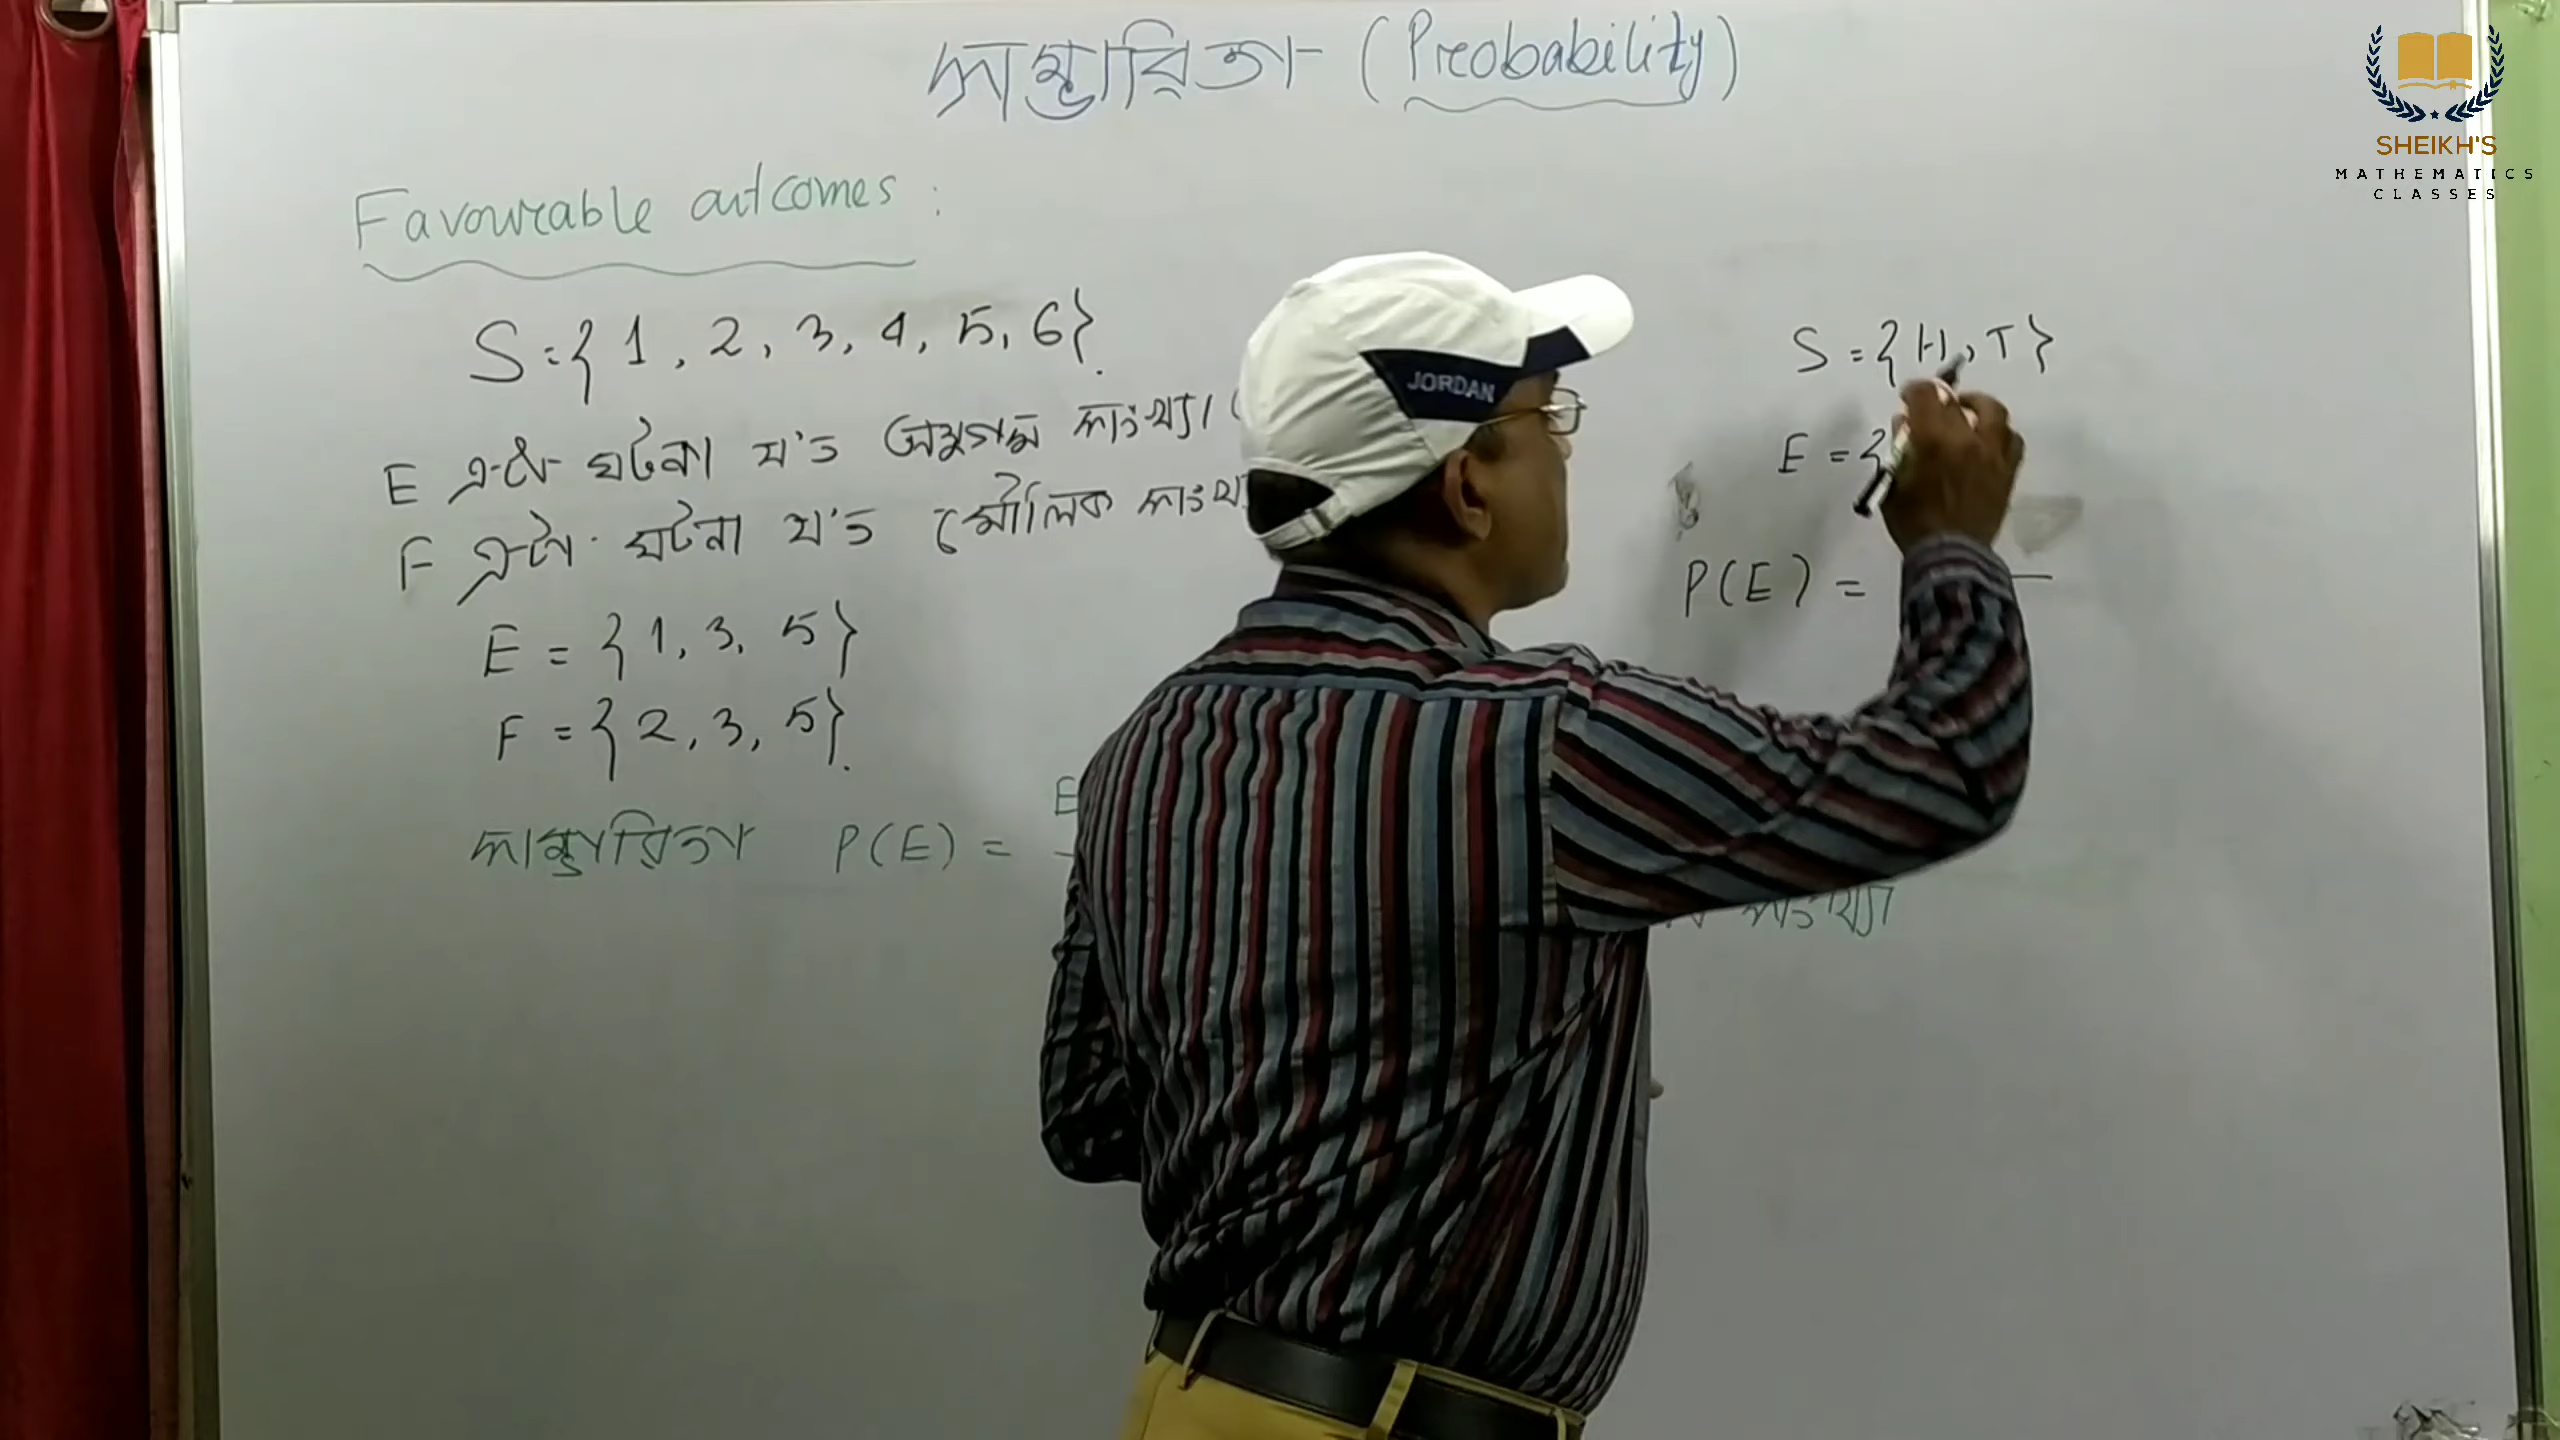 সম্ভাৱিতা (Probability)
Favourable outcomes :
S = { 1, 2, 3, 4, 5, 6}.
E এটা ঘটনা য'ত অযুগ্ম সংখ্যা (
F এটা ঘটনা য'ত মৌলিক সংখ্যা
E = {1, 3, 5}
F = {2, 3, 5}.
সম্ভাৱিতা P(E) = E
সংখ্যা
S = {H, T}
E = {
P(E) =
JORDAN
SHEIKH'S
MATHEMATICS
CLASSES